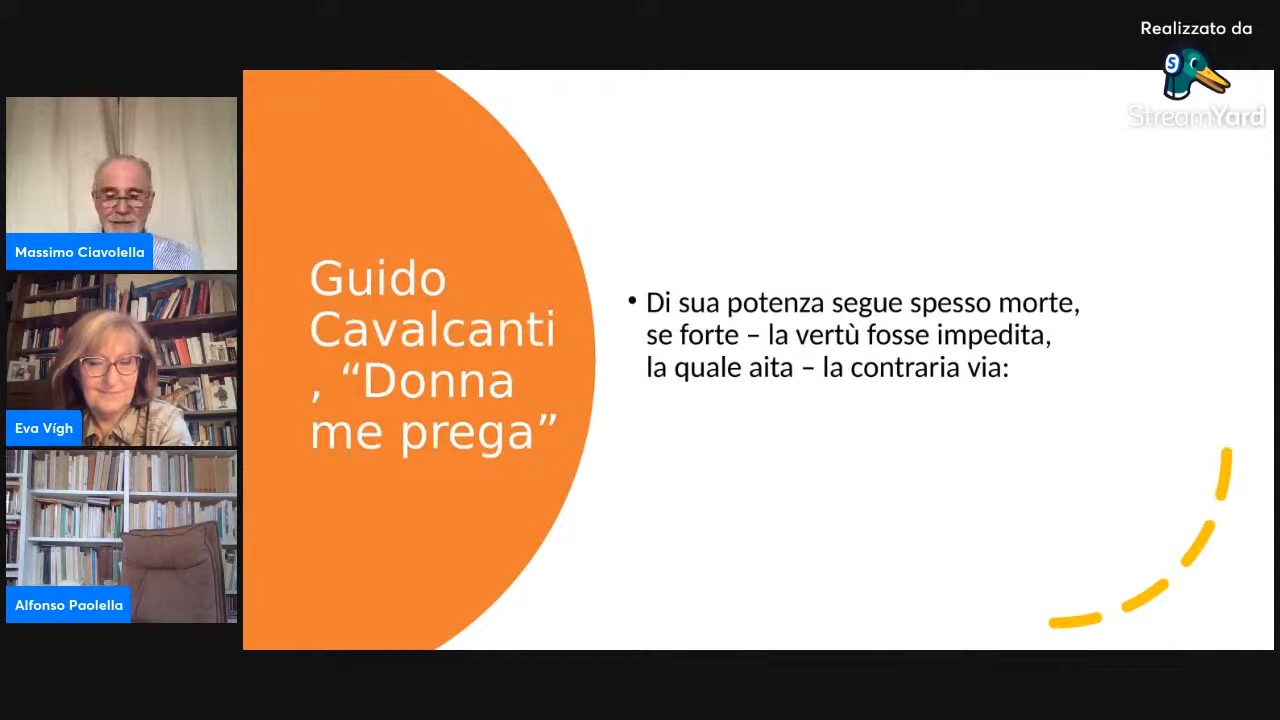 Realizzato da
S
StreamYard
Massimo Ciavolella
Eva Vígh
Alfonso Paolella
Guido
Cavalcanti
, “Donna
me prega”
• Di sua potenza segue spesso morte,
se forte – la vertù fosse impedita,
la quale aita – la contraria via: